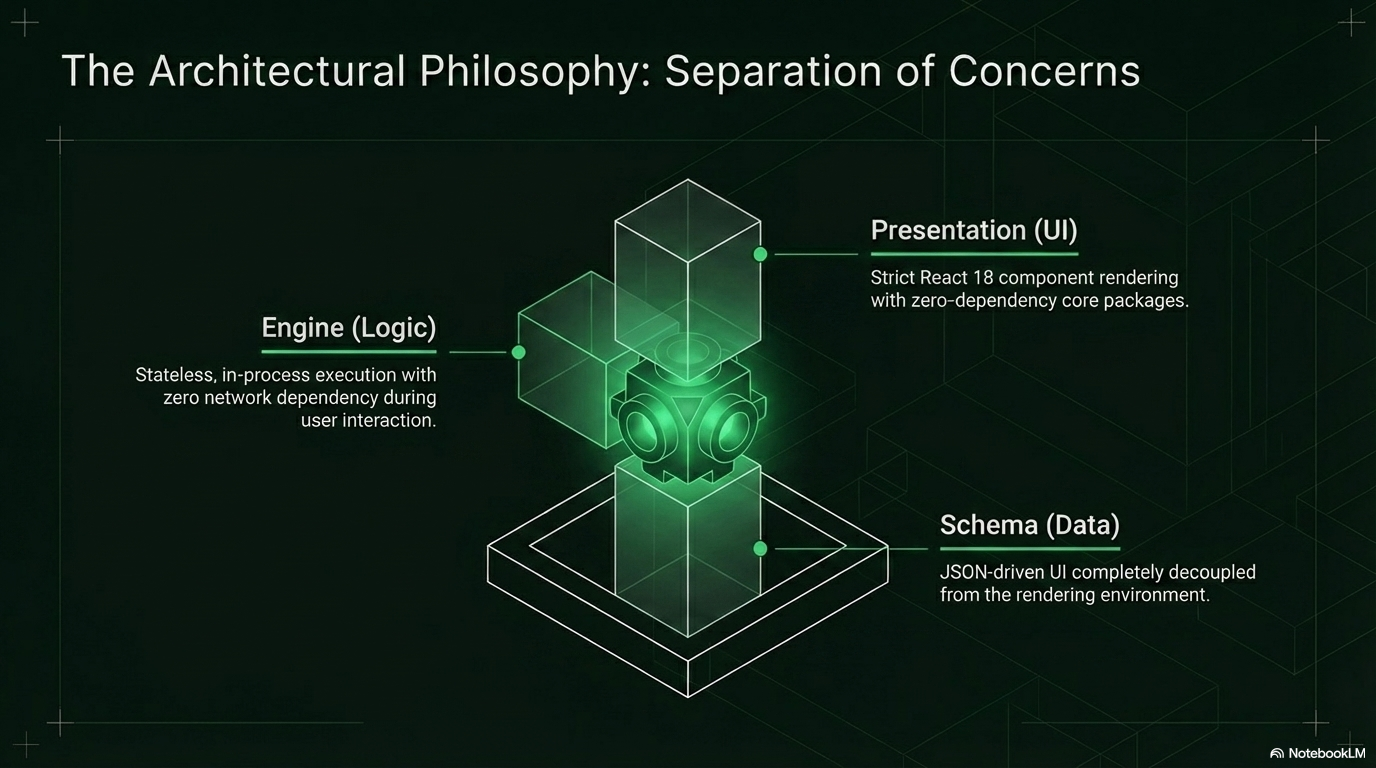 The Architectural Philosophy: Separation of Concerns
Presentation (UI)
Strict React 18 component rendering
with zero-dependency core packages.
Engine (Logic)
Stateless, in-process execution with
zero network dependency during
user interaction.
Schema (Data)
JSON-driven UI completely decoupled
from the rendering environment.
NotebookLM